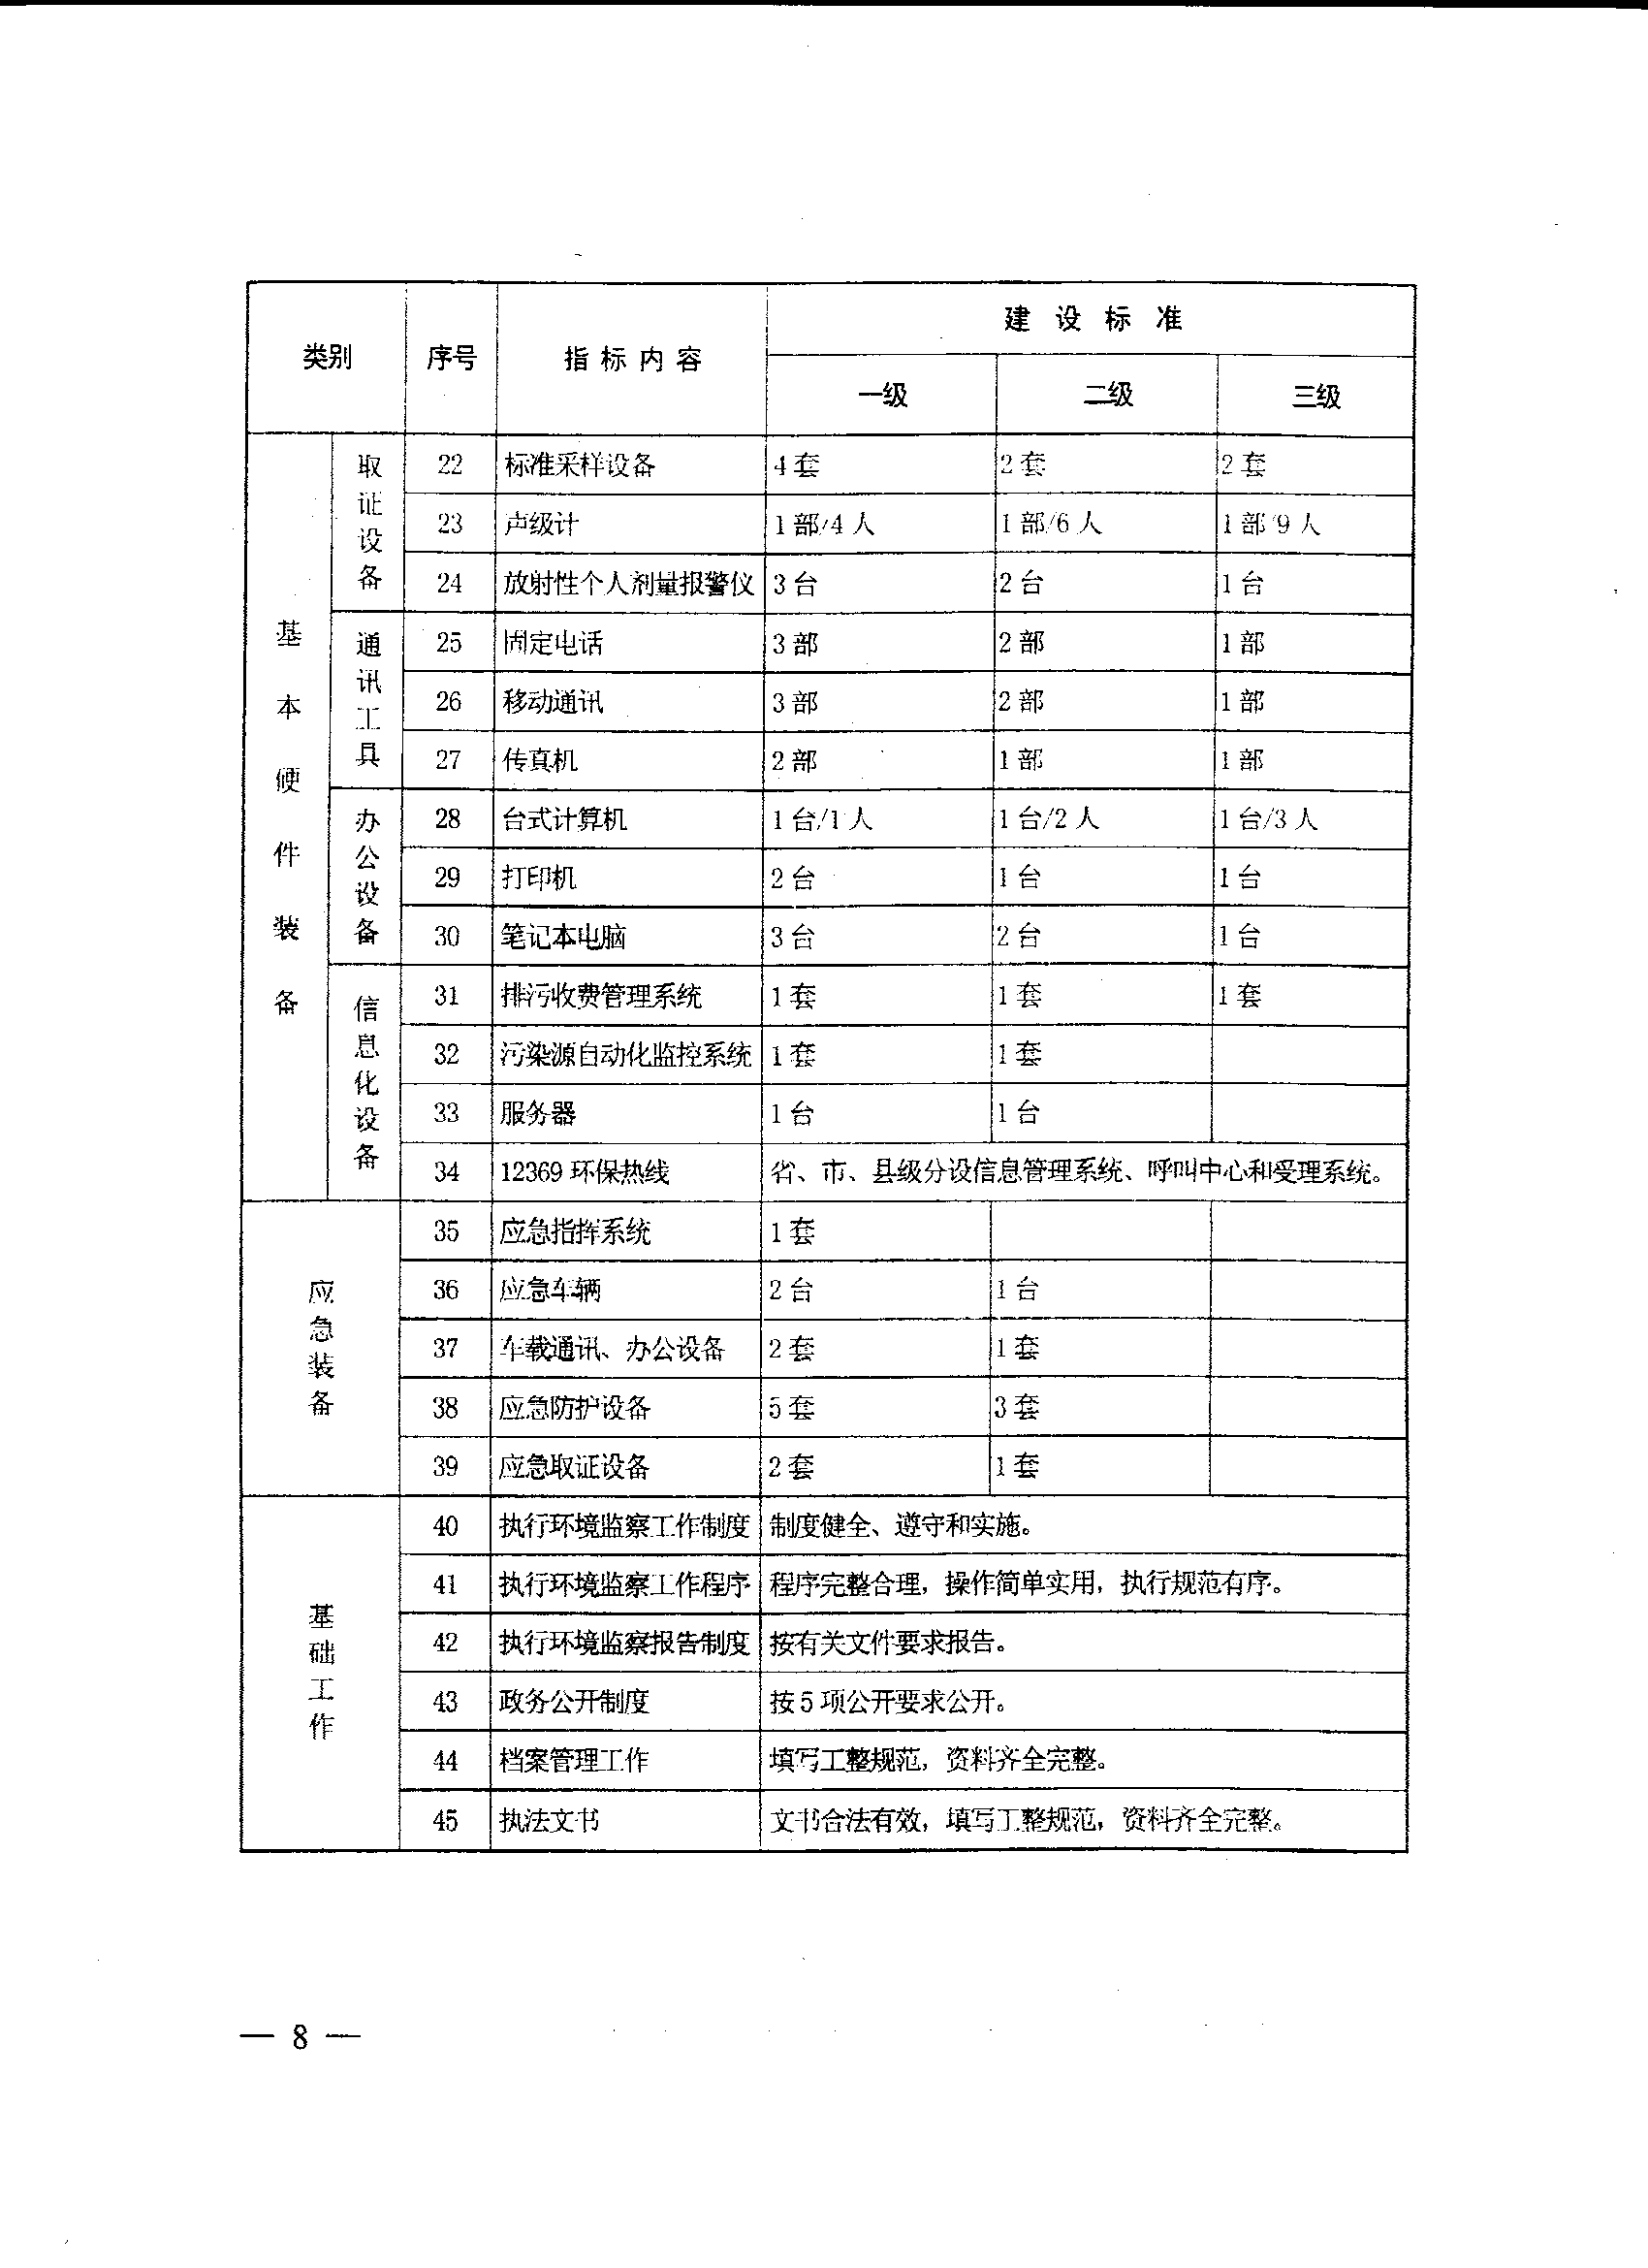 类别 序号 指标内容 建设标准
一级 二级 三级
基本硬件装备
取证设备
22 标准采样设备 4套 2套 2套
23 声级计 1部/4人 1部/6人 1部/9人
24 放射性个人剂量报警仪 3台 2台 1台
通讯工具
25 固定电话 3部 2部 1部
26 移动通讯 3部 2部 1部
27 传真机 2部 1部 1部
办公设备
28 台式计算机 1台/1人 1台/2人 1台/3人
29 打印机 2台 1台 1台
30 笔记本电脑 3台 2台 1台
信息化设备
31 排污收费管理系统 1套 1套 1套
32 污染源自动化监控系统 1套 1套
33 服务器 1台 1台
34 12369环保热线 省、市、县级分设信息管理系统、呼叫中心和受理系统。
应急装备
35 应急指挥系统 1套
36 应急车辆 2台 1台
37 车载通讯、办公设备 2套 1套
38 应急防护设备 5套 3套
39 应急取证设备 2套 1套
基础工作
40 执行环境监察工作制度 制度健全、遵守和实施。
41 执行环境监察工作程序 程序完整合理，操作简单实用，执行规范有序。
42 执行环境监察报告制度 按有关文件要求报告。
43 政务公开制度 按5项公开要求公开。
44 档案管理工作 填写工整规范，资料齐全完整。
45 执法文书 文书合法有效，填写工整规范，资料齐全完整。
— 8 —